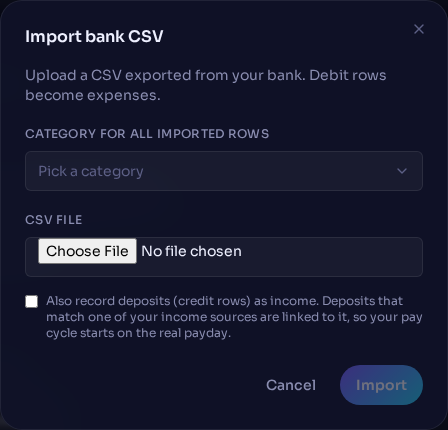 Import bank CSV
Upload a CSV exported from your bank. Debit rows
become expenses.
CATEGORY FOR ALL IMPORTED ROWS
Pick a category
CSV FILE
Choose File No file chosen
Also record deposits (credit rows) as income. Deposits that
match one of your income sources are linked to it, so your pay
cycle starts on the real payday.
Cancel Import